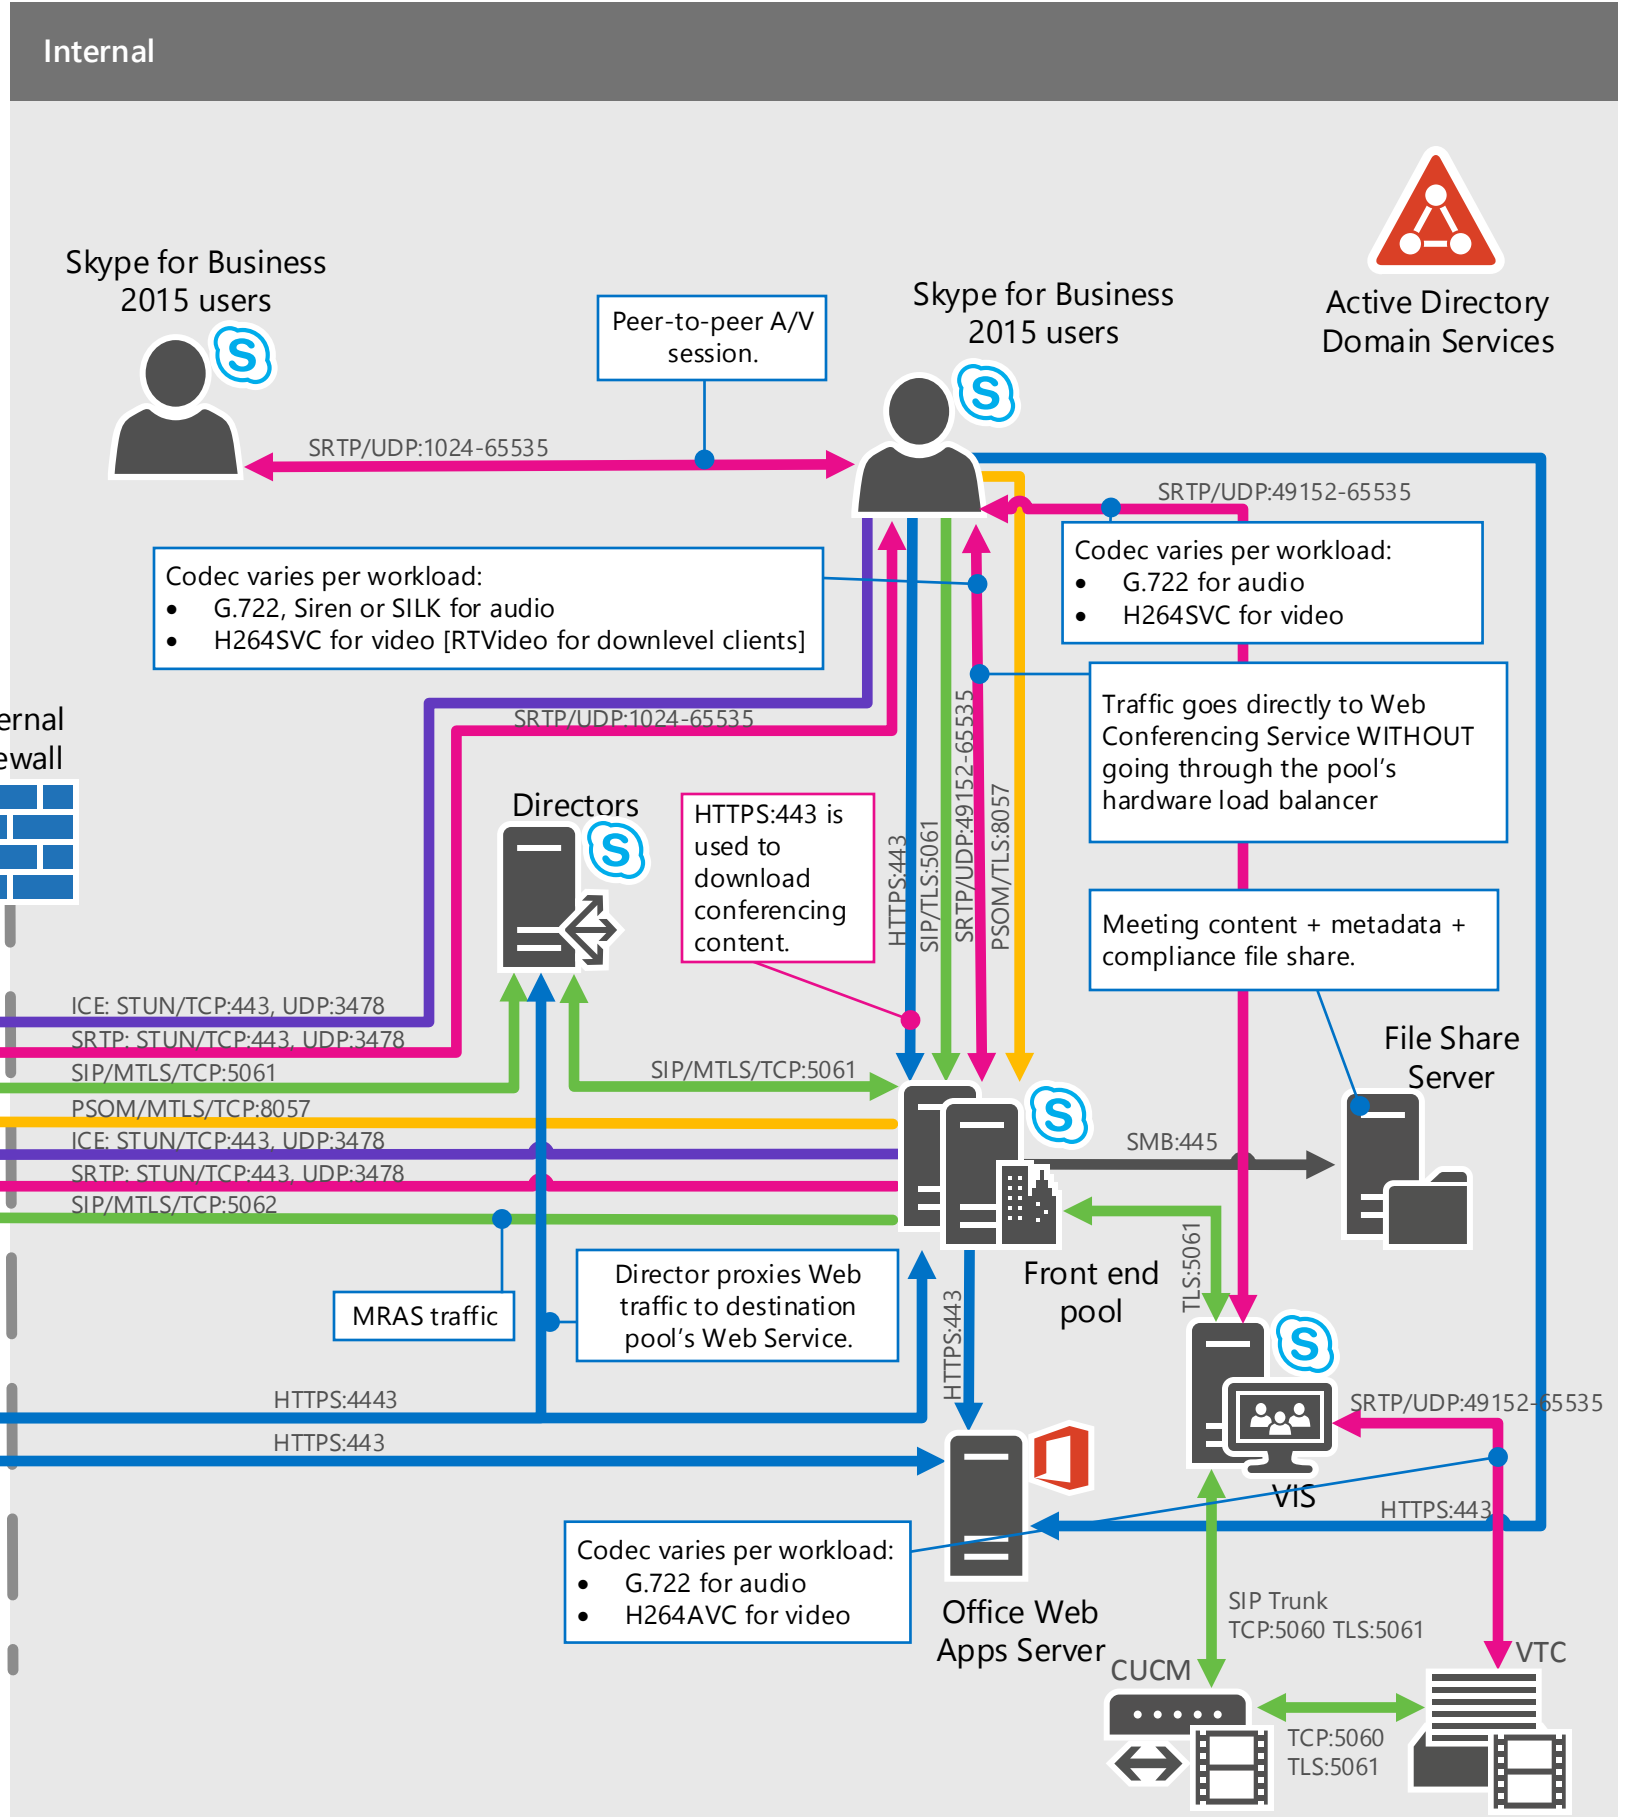 Internal
Skype for Business
2015 users
Peer-to-peer A/V
session.
Skype for Business
2015 users
Active Directory
Domain Services
SRTP/UDP:1024-65535
SRTP/UDP:49152-65535
Codec varies per workload:
• G.722, Siren or SILK for audio
• H264SVC for video [RTVideo for downlevel clients]
Codec varies per workload:
• G.722 for audio
• H264SVC for video
Traffic goes directly to Web
Conferencing Service WITHOUT
going through the pool's
hardware load balancer
SRTP/UDP:1024-65535
ernal
ewall
Directors
HTTPS:443 is
used to
download
conferencing
content.
HTTPS:443
SIP/TLS:5061
SRTP/UDP:49152-65535
PSOM/TLS:8057
Meeting content + metadata +
compliance file share.
File Share
Server
ICE: STUN/TCP:443, UDP:3478
SRTP: STUN/TCP:443, UDP:3478
SIP/MTLS/TCP:5061
SIP/MTLS/TCP:5061
PSOM/MTLS/TCP:8057
ICE: STUN/TCP:443, UDP:3478
SRTP: STUN/TCP:443, UDP:3478
SIP/MTLS/TCP:5062
SMB:445
Front end
pool
TLS:5061
MRAS traffic
Director proxies Web
traffic to destination
pool's Web Service.
HTTPS:443
HTTPS:4443
HTTPS:443
SRTP/UDP:49152-65535
VIS
HTTPS:443
Codec varies per workload:
• G.722 for audio
• H264AVC for video
Office Web
Apps Server
SIP Trunk
TCP:5060 TLS:5061
CUCM
VTC
TCP:5060
TLS:5061